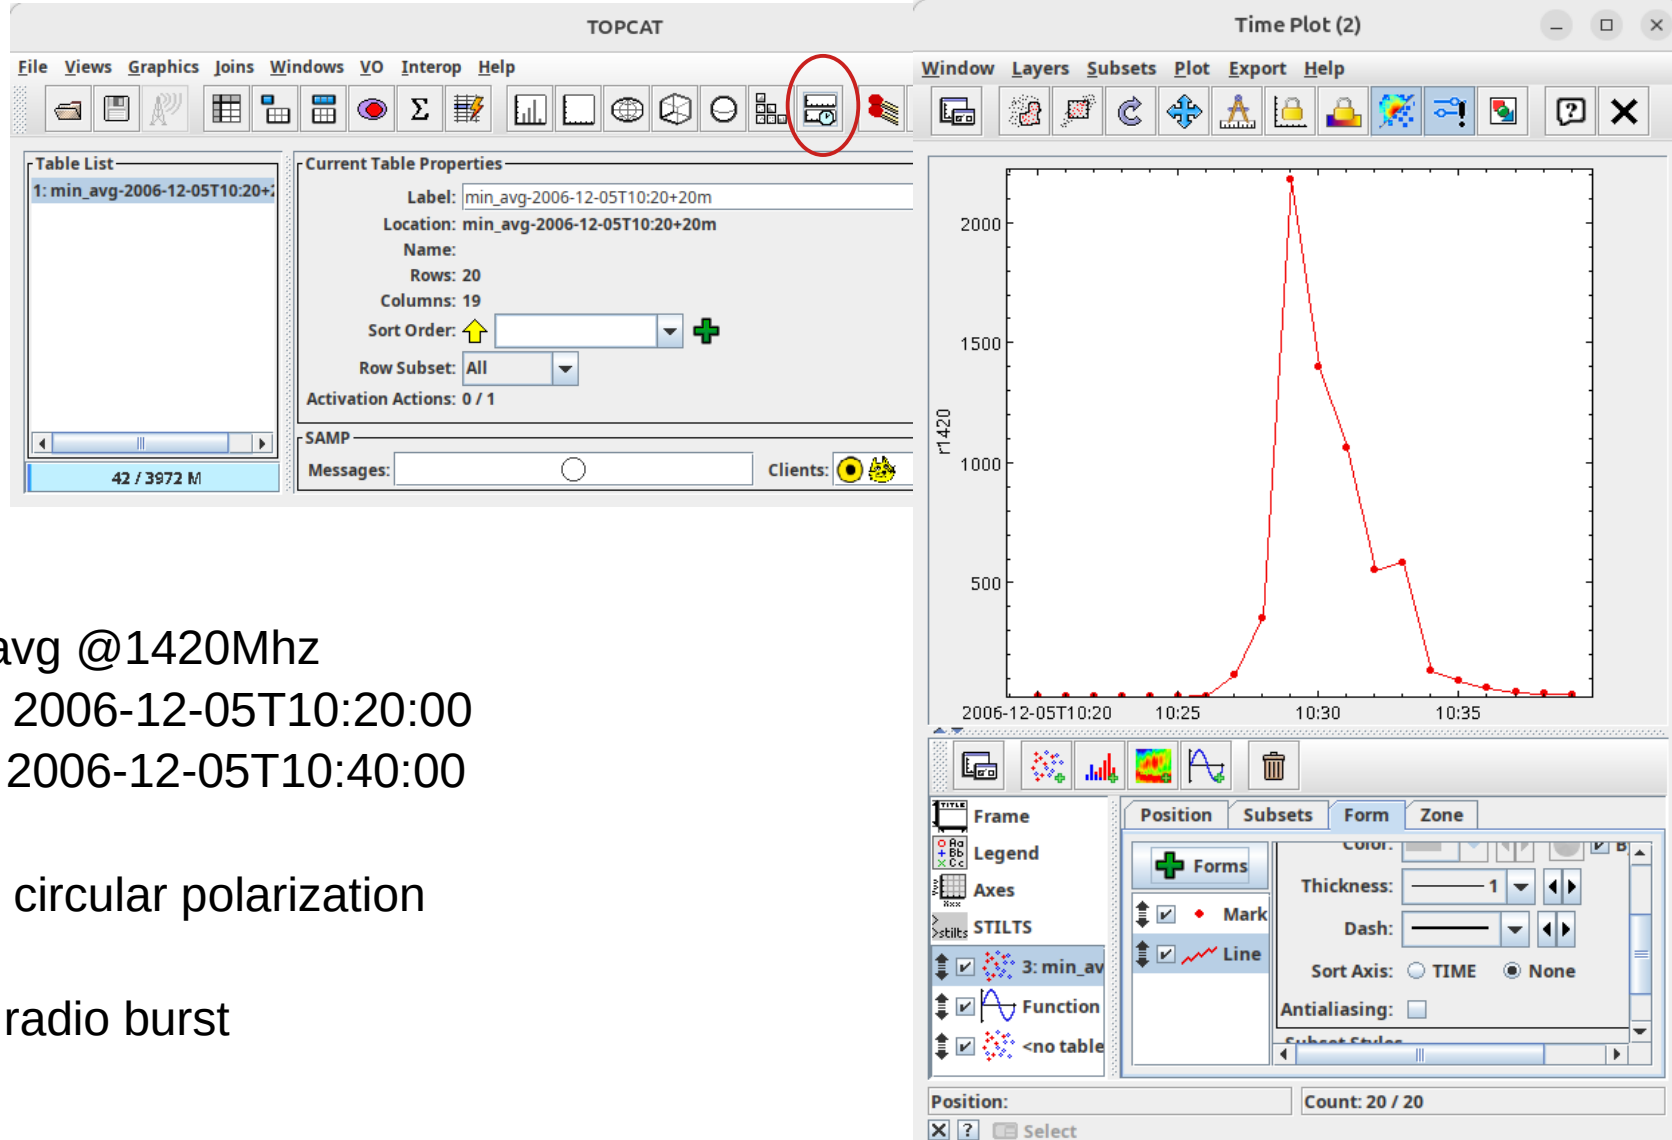 TOPCAT
File Views Graphics Joins Windows VO Interop Help
Table List
1: min_avg-2006-12-05T10:20+
42 / 3972 M
Current Table Properties
Label: min_avg-2006-12-05T10:20+20m
Location: min_avg-2006-12-05T10:20+20m
Name:
Rows: 20
Columns: 19
Sort Order:
Row Subset: All
Activation Actions: 0 / 1
SAMP
Messages:
Clients:
avg @1420Mhz
2006-12-05T10:20:00
2006-12-05T10:40:00
circular polarization
radio burst
Time Plot (2)
Window Layers Subsets Plot Export Help
2000
1500
1000
500
r1420
2006-12-05T10:20 10:25 10:30 10:35
Frame
Legend
Axes
STILTS
3: min_av
Function
<no table
Position Subsets Form Zone
Forms
Mark
Line
Color: B
Thickness: 1
Dash:
Sort Axis: TIME None
Antialiasing:
Subset Styles
Position:
Count: 20 / 20
Select